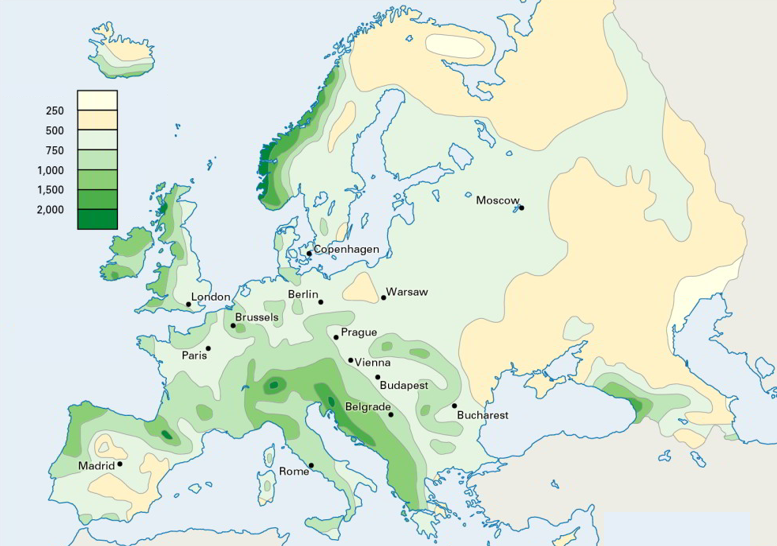 250
500
750
1,000
1,500
2,000
Moscow
Copenhagen
London
Berlin
Warsaw
Brussels
Prague
Paris
Vienna
Budapest
Belgrade
Bucharest
Madrid
Rome